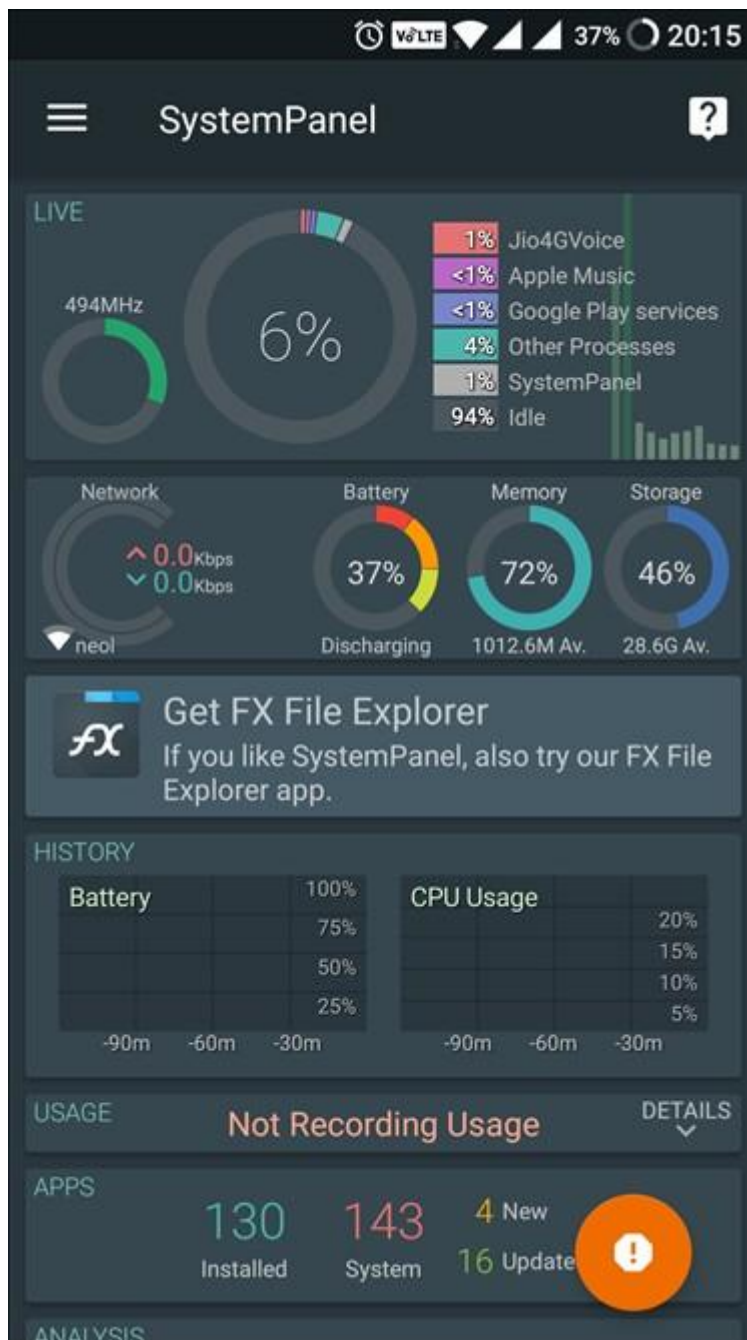 VoLTE 37% 20:15
SystemPanel
LIVE
494MHz
6%
1% Jio4GVoice
<1% Apple Music
<1% Google Play services
4% Other Processes
1% SystemPanel
94% Idle
Network Battery Memory Storage
0.0Kbps
0.0Kbps
37% 72% 46%
neol Discharging 1012.6M Av. 28.6G Av.
FX
Get FX File Explorer
If you like SystemPanel, also try our FX File
Explorer app.
HISTORY
Battery
100%
75%
50%
25%
-90m -60m -30m
CPU Usage
20%
15%
10%
5%
-90m -60m -30m
USAGE Not Recording Usage DETAILS
APPS
130 Installed
143 System
4 New
16 Update
ANALYSIS